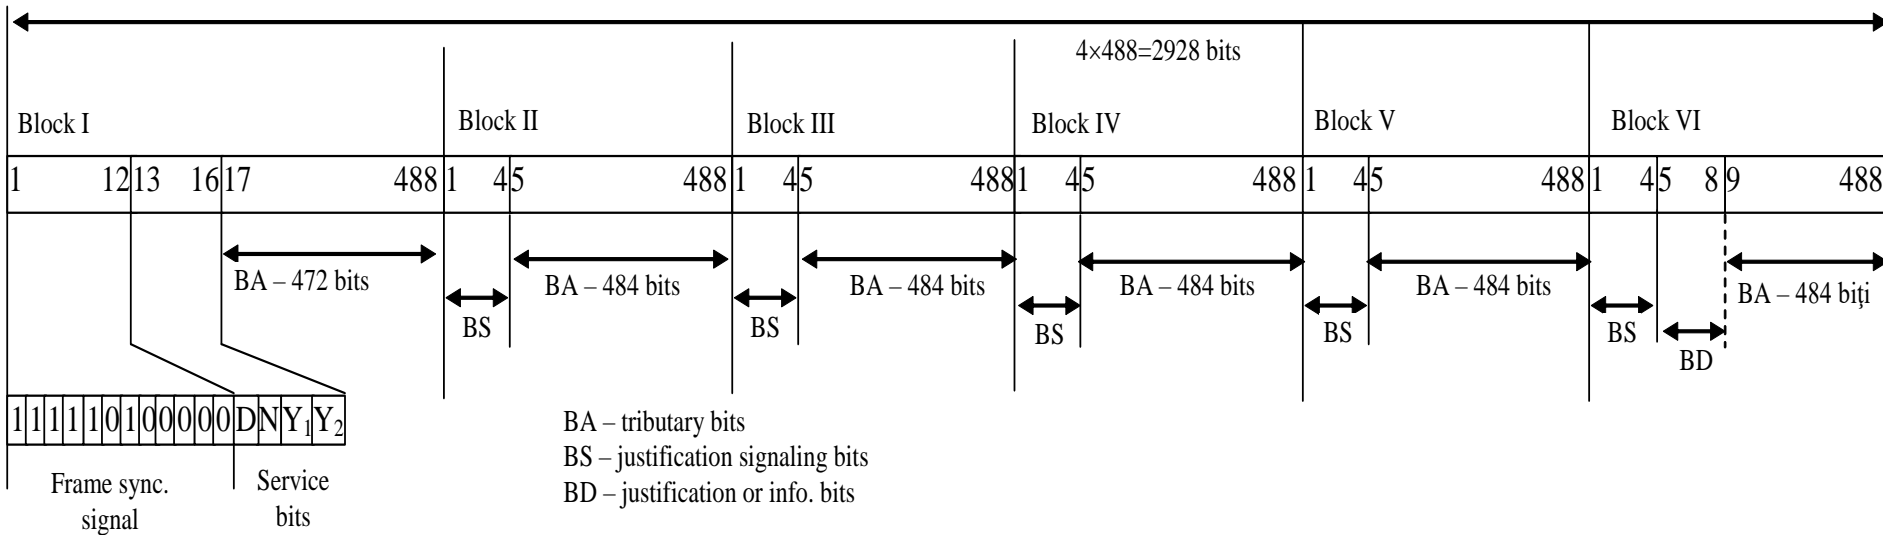 4×488=2928 bits
Block I Block II Block III Block IV Block V Block VI
1 12 13 16 17 488 1 4 5 488 1 4 5 488 1 4 5 488 1 4 5 488 1 4 5 8 9 488
BA – 472 bits BA – 484 bits BA – 484 bits BA – 484 bits BA – 484 bits BA – 484 biţi
BS BS BS BS BS BD
1 1 1 1 1 0 1 0 0 0 0 0 D N Y1 Y2
BA – tributary bits
BS – justification signaling bits
BD – justification or info. bits
Frame sync.
signal
Service
bits